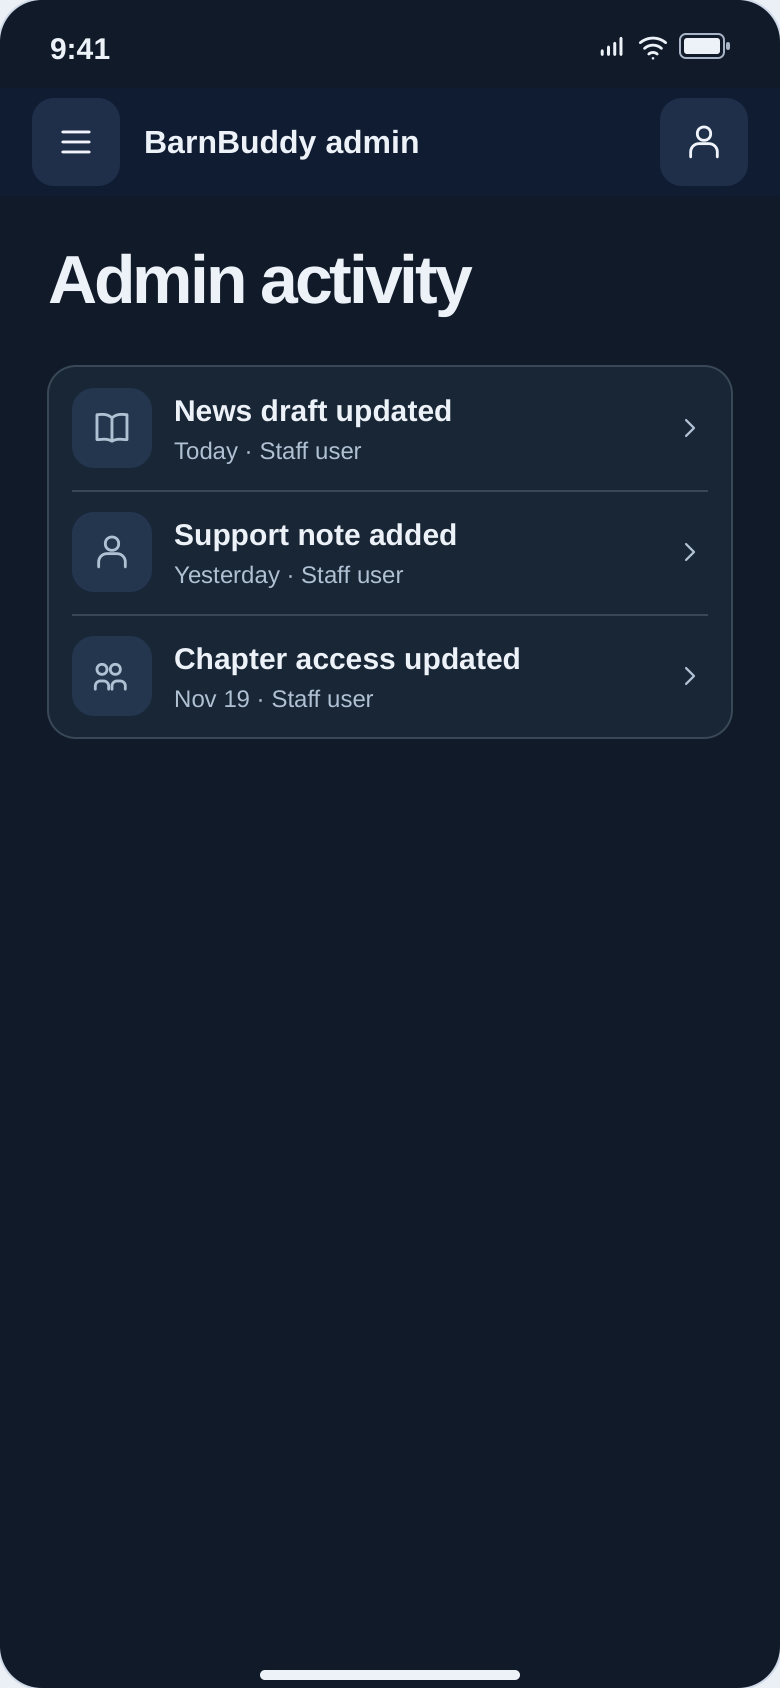 9:41
BarnBuddy admin
Admin activity
News draft updated
Today · Staff user
Support note added
Yesterday · Staff user
Chapter access updated
Nov 19 · Staff user